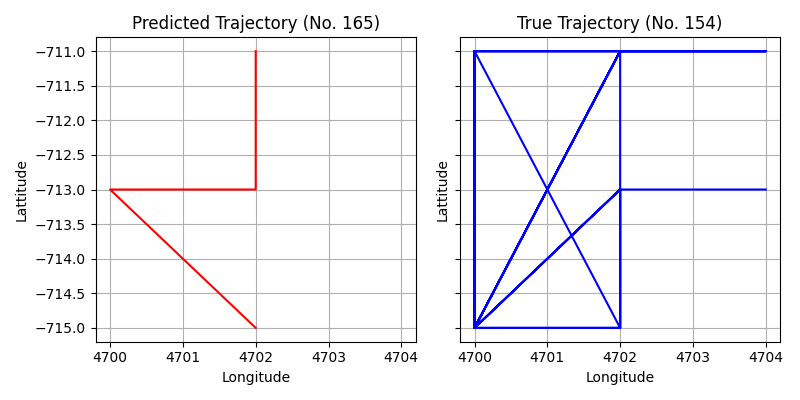 Predicted Trajectory (No. 165)
True Trajectory (No. 154)
Lattitude
−711.0
−711.5
−712.0
−712.5
−713.0
−713.5
−714.0
−714.5
−715.0
4700 4701 4702 4703 4704
Longitude
Lattitude
4700 4701 4702 4703 4704
Longitude